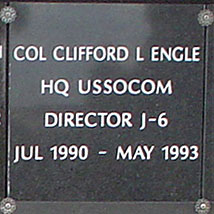 COL CLIFFORD L ENGLE
HQ USSOCOM
DIRECTOR J-6
JUL 1990 - MAY 1993